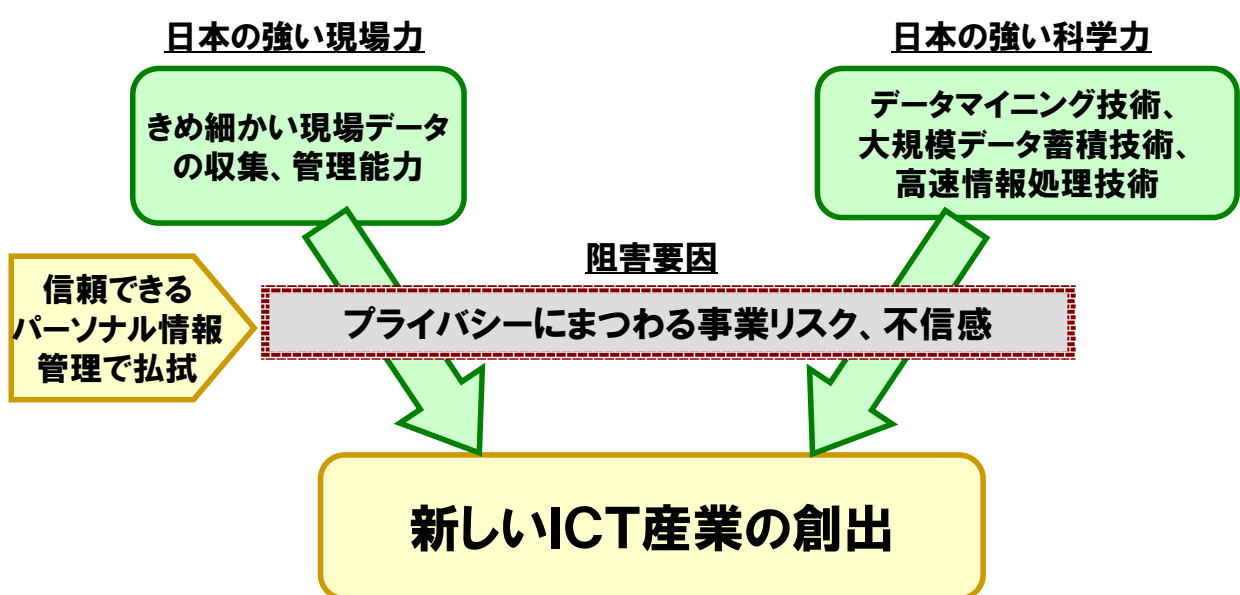 日本の強い現場力
日本の強い科学力
きめ細かい現場データ
の収集、管理能力
データマイニング技術、
大規模データ蓄積技術、
高速情報処理技術
阻害要因
信頼できる
パーソナル情報
管理で払拭
プライバシーにまつわる事業リスク、不信感
新しいICT産業の創出